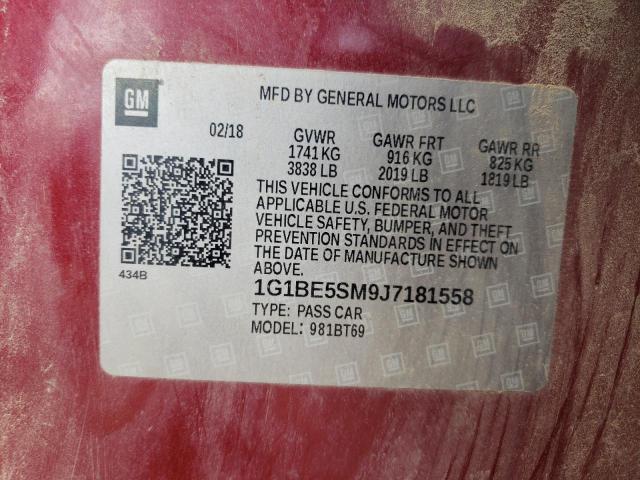 GM
MFD BY GENERAL MOTORS LLC
02/18
GVWR
1741 KG
3838 LB
GAWR FRT
916 KG
2019 LB
GAWR RR
825 KG
1819 LB
THIS VEHICLE CONFORMS TO ALL
APPLICABLE U.S. FEDERAL MOTOR
VEHICLE SAFETY, BUMPER, AND THEFT
PREVENTION STANDARDS IN EFFECT ON
THE DATE OF MANUFACTURE SHOWN
ABOVE.
434B
1G1BE5SM9J7181558
TYPE: PASS CAR
MODEL: 981BT69